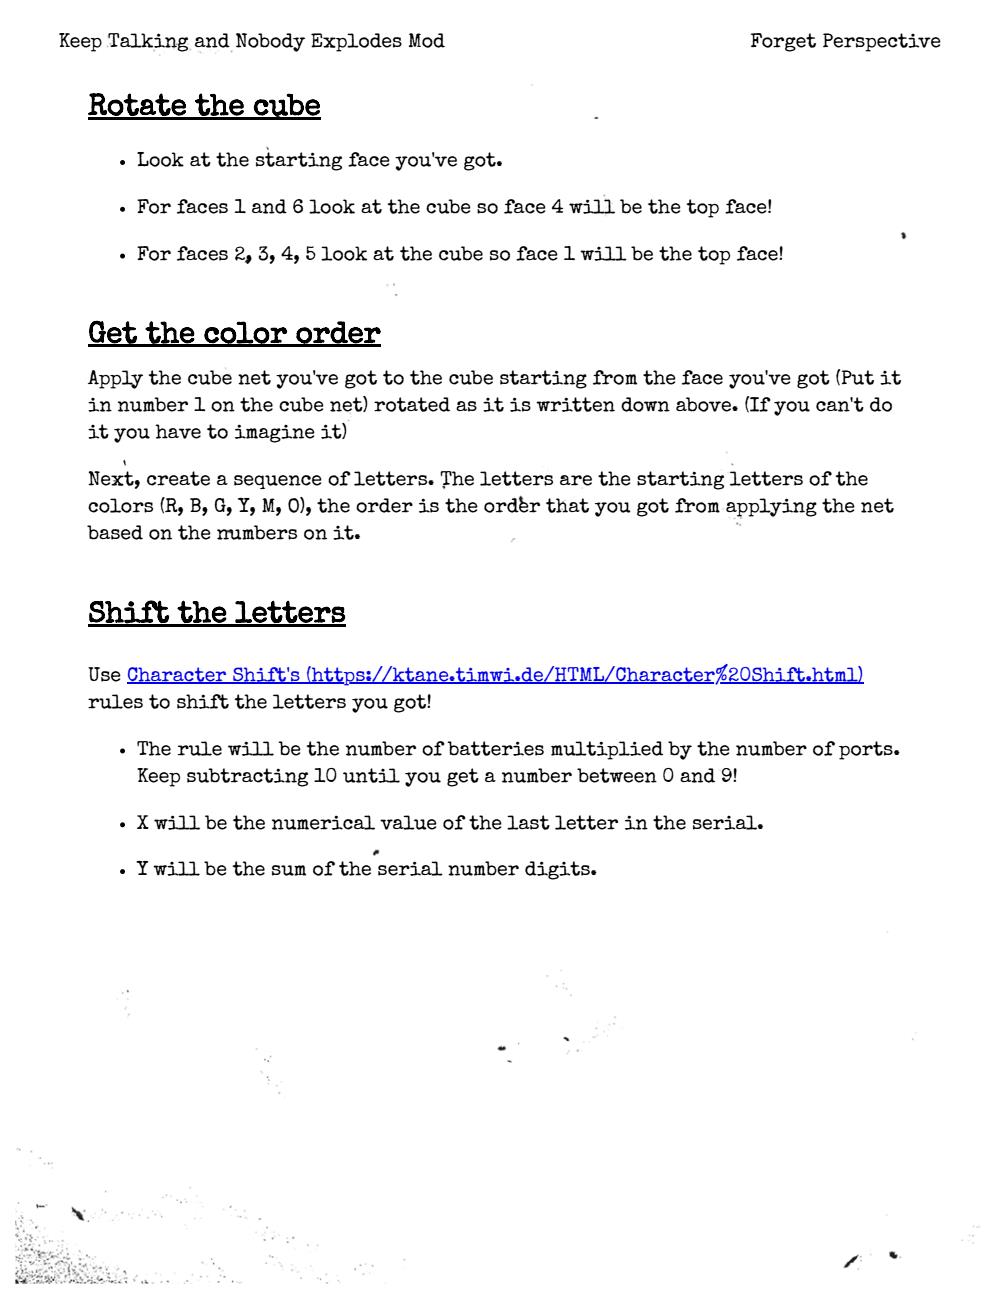 Keep Talking and Nobody Explodes Mod Forget Perspective
Rotate the cube
• Look at the starting face you've got.
• For faces 1 and 6 look at the cube so face 4 will be the top face!
• For faces 2, 3, 4, 5 look at the cube so face 1 will be the top face!
Get the color order
Apply the cube net you've got to the cube starting from the face you've got (Put it
in number 1 on the cube net) rotated as it is written down above. (If you can't do
it you have to imagine it)
Next, create a sequence of letters. The letters are the starting letters of the
colors (R, B, G, Y, M, O), the order is the order that you got from applying the net
based on the numbers on it.
Shift the letters
Use Character Shift's (https://ktane.timwi.de/HTML/Character%20Shift.html)
rules to shift the letters you got!
• The rule will be the number of batteries multiplied by the number of ports.
Keep subtracting 10 until you get a number between 0 and 9!
• X will be the numerical value of the last letter in the serial.
• Y will be the sum of the serial number digits.